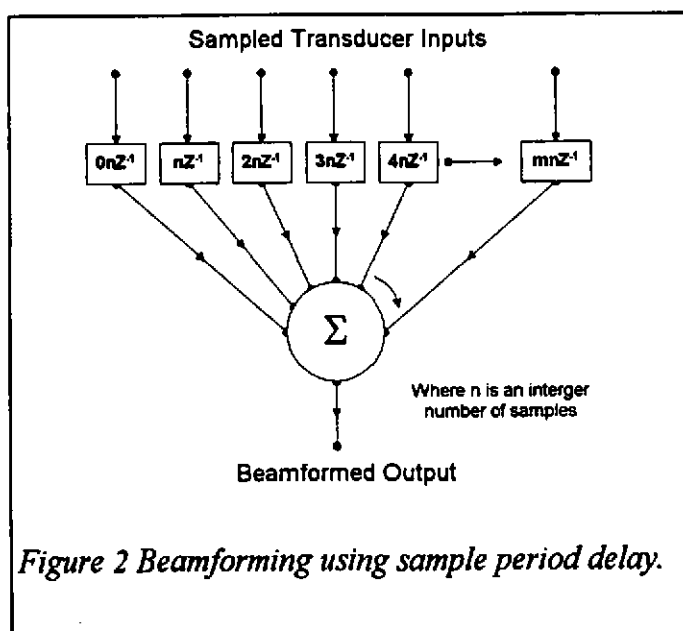 Sampled Transducer Inputs
0nZ⁻¹ nZ⁻¹ 2nZ⁻¹ 3nZ⁻¹ 4nZ⁻¹ mnZ⁻¹
Σ
Where n is an interger
number of samples
Beamformed Output
Figure 2 Beamforming using sample period delay.